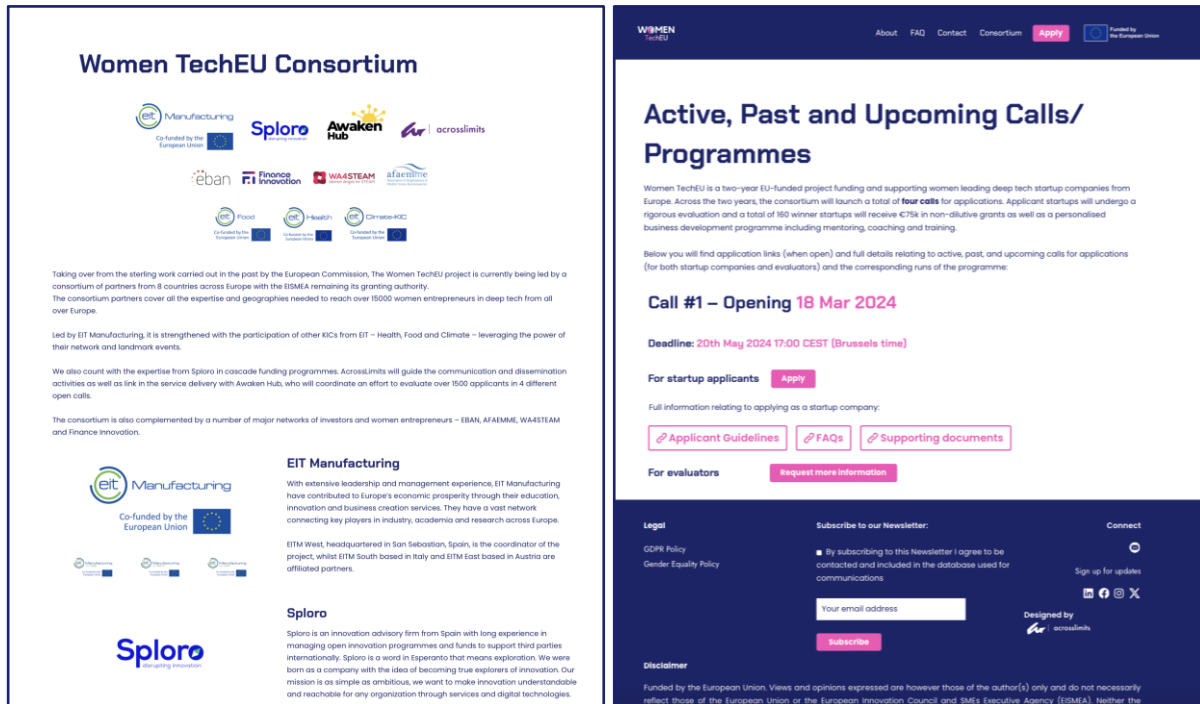 Women TechEU Consortium
eit Manufacturing
Co-funded by the
European Union
Sploro
disrupting innovation
Awaken
Hub
acrosslimits
eban
Finance
Innovation
WA4STEAM
afaemme
eit Food
Co-funded by the
European Union
eit Health
Co-funded by the
European Union
eit Climate-KIC
Co-funded by the
European Union
Taking over from the sterling work carried out in the past by the European Commission, The Women TechEU project is currently being led by a
consortium of partners from 8 countries across Europe with the EISMEA remaining its granting authority.
The consortium partners cover all the expertise and geographies needed to reach over 15000 women entrepreneurs in deep tech from all
over Europe.
Led by EIT Manufacturing, it is strengthened with the participation of other KICs from EIT – Health, Food and Climate – leveraging the power of
their network and landmark events.
We also count with the expertise from Sploro in cascade funding programmes. AcrossLimits will guide the communication and dissemination
activities as well as link in the service delivery with Awaken Hub, who will coordinate an effort to evaluate over 1500 applicants in 4 different
open calls.
The consortium is also complemented by a number of major networks of investors and women entrepreneurs – EBAN, AFAEMME, WA4STEAM
and Finance Innovation.
eit Manufacturing
Co-funded by the
European Union
EIT Manufacturing
With extensive leadership and management experience, EIT Manufacturing
have contributed to Europe's economic prosperity through their education,
innovation and business creation services. They have a vast network
connecting key players in industry, academia and research across Europe.
EITM West, headquartered in San Sebastian, Spain, is the coordinator of the
project, whilst EITM South based in Italy and EITM East based in Austria are
affiliated partners.
Sploro
disrupting innovation
Sploro
Sploro is an innovation advisory firm from Spain with long experience in
managing open innovation programmes and funds to support third parties
internationally. Sploro is a word in Esperanto that means exploration. We were
born as a company with the idea of becoming true explorers of innovation. Our
mission is as simple as ambitious, we want to make innovation understandable
and reachable for any organization through services and digital technologies.
WOMEN
TechEU
About FAQ Contact Consortium Apply
Funded by
the European Union
Active, Past and Upcoming Calls/
Programmes
Women TechEU is a two-year EU-funded project funding and supporting women leading deep tech startup companies from
Europe. Across the two years, the consortium will launch a total of four calls for applications. Applicant startups will undergo a
rigorous evaluation and a total of 160 winner startups will receive €75k in non-dilutive grants as well as a personalised
business development programme including mentoring, coaching and training.
Below you will find application links (when open) and full details relating to active, past, and upcoming calls for applications
(for both startup companies and evaluators) and the corresponding runs of the programme:
Call #1 – Opening 18 Mar 2024
Deadline: 20th May 2024 17:00 CEST (Brussels time)
For startup applicants Apply
Full information relating to applying as a startup company:
Applicant Guidelines FAQs Supporting documents
For evaluators Request more information
Legal
GDPR Policy
Gender Equality Policy
Subscribe to our Newsletter:
By subscribing to this Newsletter I agree to be
contacted and included in the database used for
communications
Your email address
Subscribe
Connect
Sign up for updates
Designed by
acrosslimits
Disclaimer
Funded by the European Union. Views and opinions expressed are however those of the author(s) only and do not necessarily
reflect those of the European Union or the European Innovation Council and SMEs Executive Agency (EISMEA). Neither the